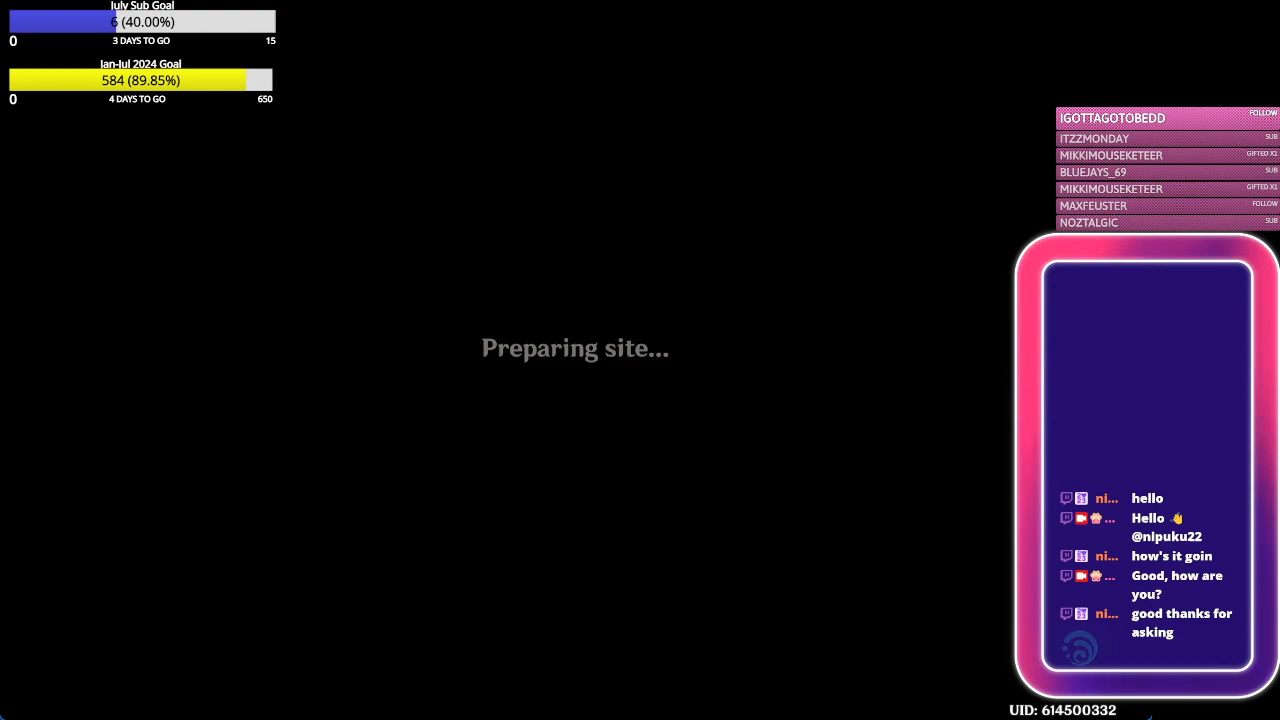 July Sub Goal
6 (40.00%)
0
3 DAYS TO GO
15
Jan-Jul 2024 Goal
584 (89.85%)
0
4 DAYS TO GO
650
IGOTTAGOTOBEDD FOLLOW
ITZZMONDAY SUB
MIKKIMOUSEKETEER GIFTED X1
BLUEJAYS_69 SUB
MIKKIMOUSEKETEER GIFTED X1
MAXFEUSTER FOLLOW
NOZTALGIC SUB
Preparing site...
ni... hello
... Hello 👋
@nipuku22
ni... how's it goin
... Good, how are
you?
ni... good thanks for
asking
UID: 614500332